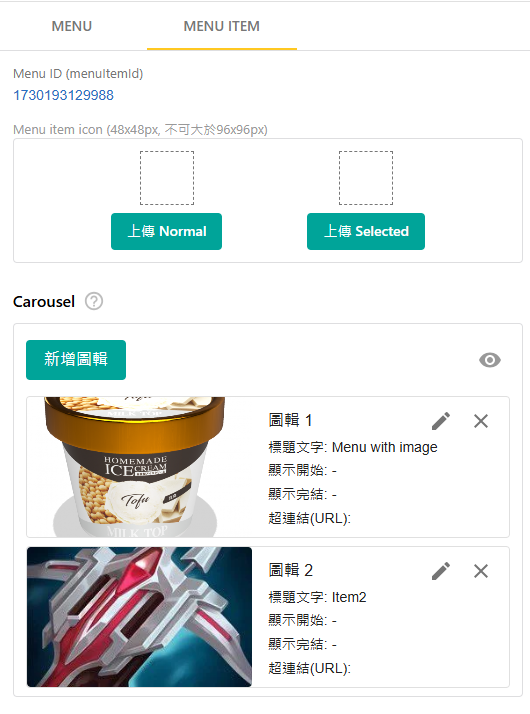 MENU
MENU ITEM
Menu ID (menuItemId)
1730193129988
Menu item icon (48x48px, 不可大於96x96px)
上傳 Normal
上傳 Selected
Carousel ?
新增圖輯
圖輯 1
標題文字: Menu with image
顯示開始: -
顯示完結: -
超連結(URL):
HOMEMADE
ICE CREAM
Tofu
MILK TOP
圖輯 2
標題文字: Item2
顯示開始: -
顯示完結: -
超連結(URL):